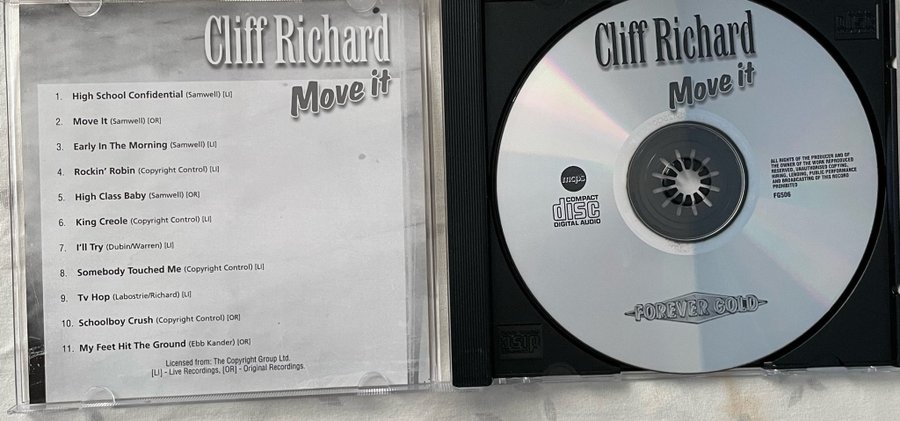 Cliff Richard
Move it
1. High School Confidential (Samwell) [LI]
2. Move It (Samwell) [OR]
3. Early In The Morning (Samwell) [LI]
4. Rockin' Robin (Copyright Control) [LI]
5. High Class Baby (Samwell) [OR]
6. King Creole (Copyright Control) [LI]
7. I'll Try (Dubin/Warren) [LI]
8. Somebody Touched Me (Copyright Control) [LI]
9. Tv Hop (Labostrie/Richard) [LI]
10. Schoolboy Crush (Copyright Control) [OR]
11. My Feet Hit The Ground (Ebb Kander) [OR]
Licensed from: The Copyright Group Ltd.
[LI] - Live Recordings, [OR] - Original Recordings.
Cliff Richard
Move it
mcps
COMPACT
disc
DIGITAL AUDIO
ALL RIGHTS OF THE PRODUCER AND OF
THE OWNER OF THE WORK REPRODUCED
RESERVED, UNAUTHORISED COPYING,
HIRING, LENDING, PUBLIC PERFORMANCE
AND BROADCASTING OF THIS RECORD
PROHIBITED
FG506
FOREVER GOLD